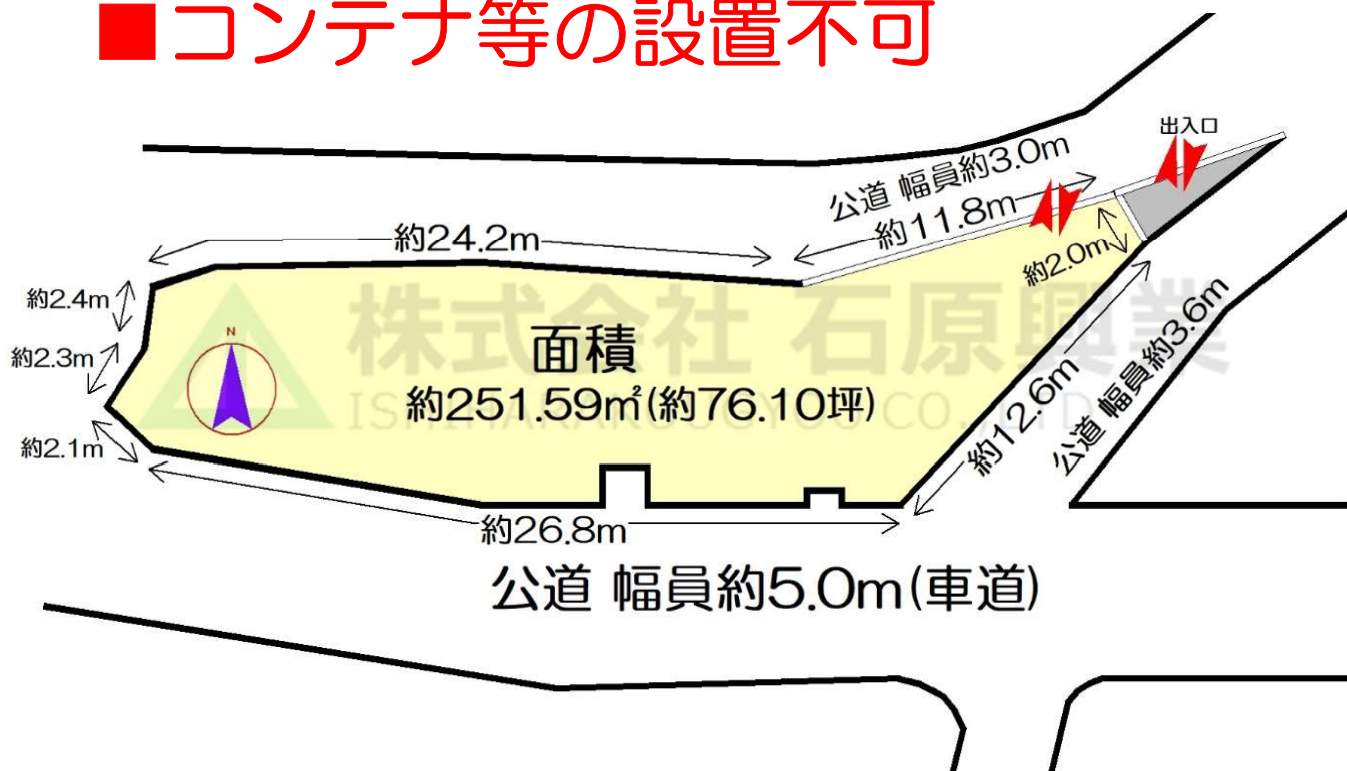 ■コンテナ等の設置不可
出入口
公道 幅員約3.0m
約11.8m
約24.2m
約2.0m
約2.4m
約2.3m
約2.1m
N
株式会社 石原興業
ISHIHARAKOUGYOU CO.,LTD
面積
約251.59㎡(約76.10坪)
約12.6m
公道 幅員約3.6m
約26.8m
公道 幅員約5.0m(車道)